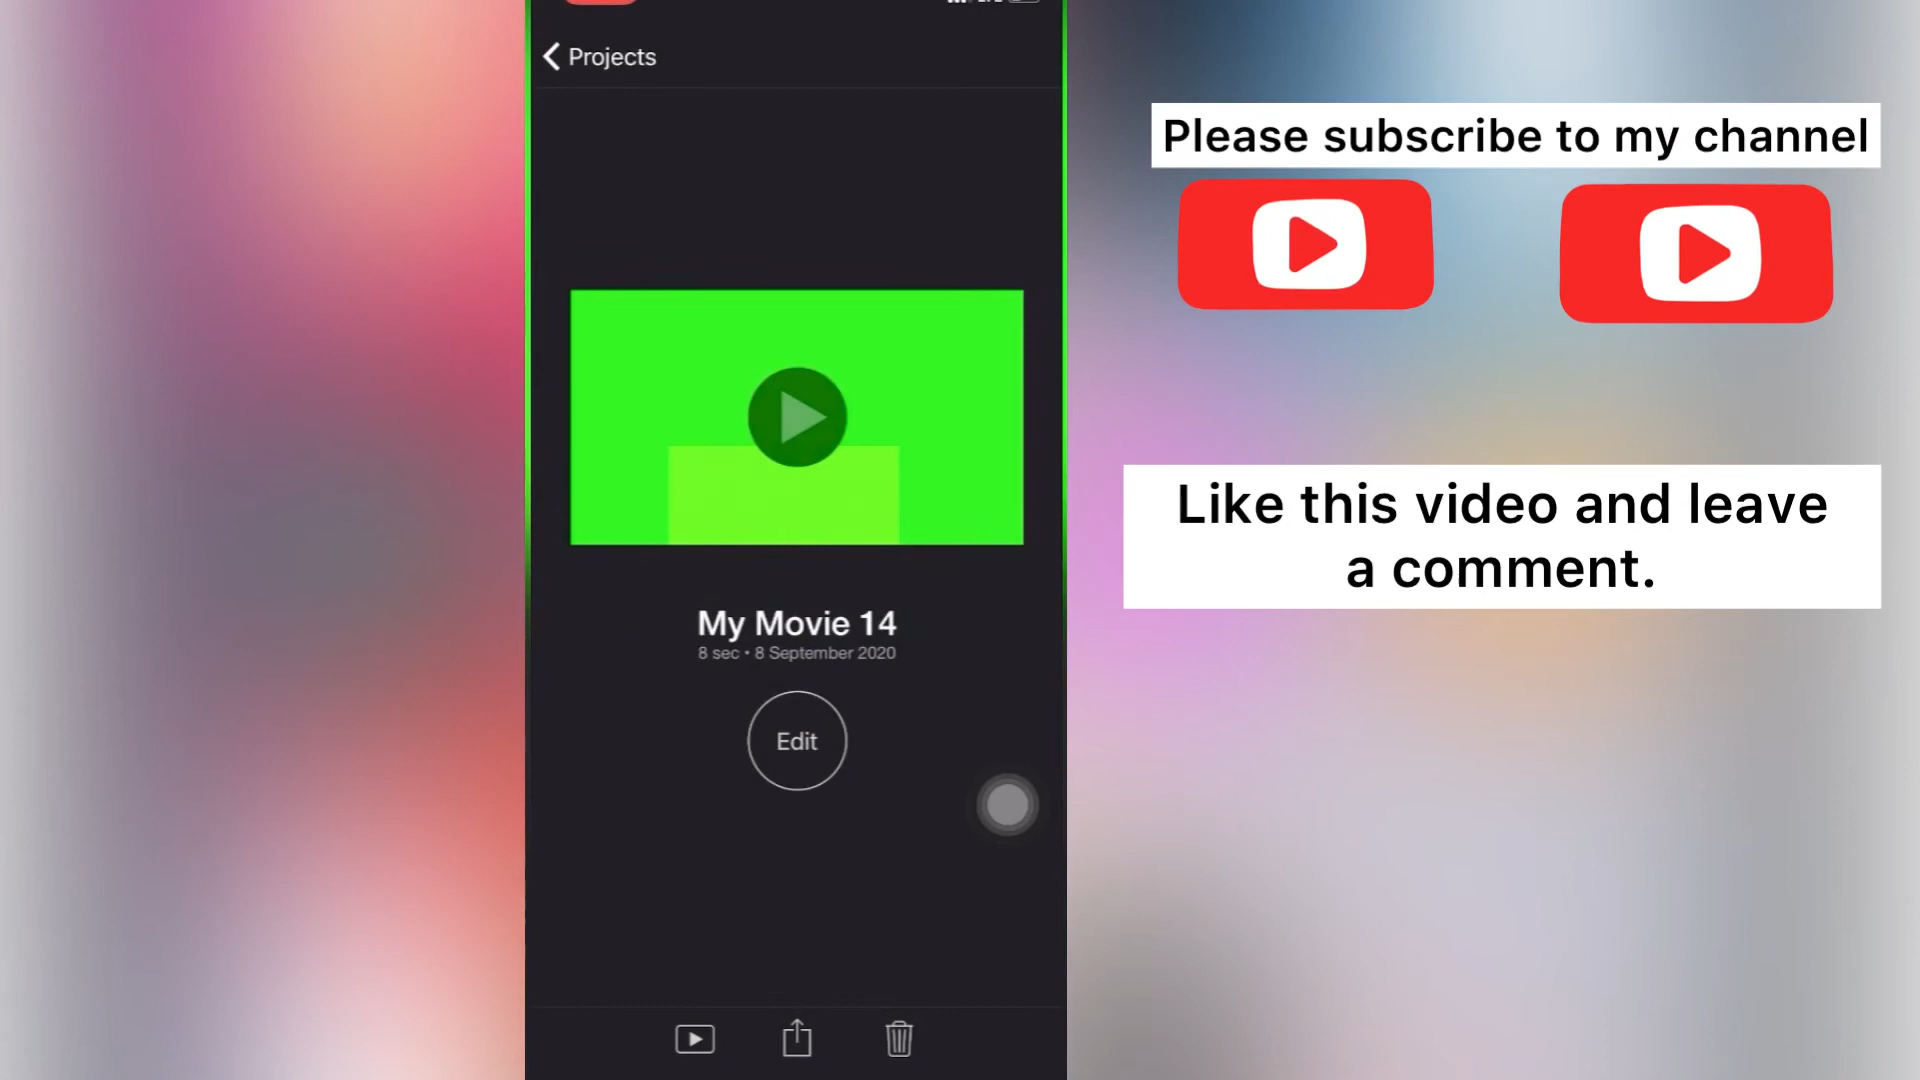 Projects
Please subscribe to my channel
Like this video and leave
a comment.
My Movie 14
8 sec • 8 September 2020
Edit